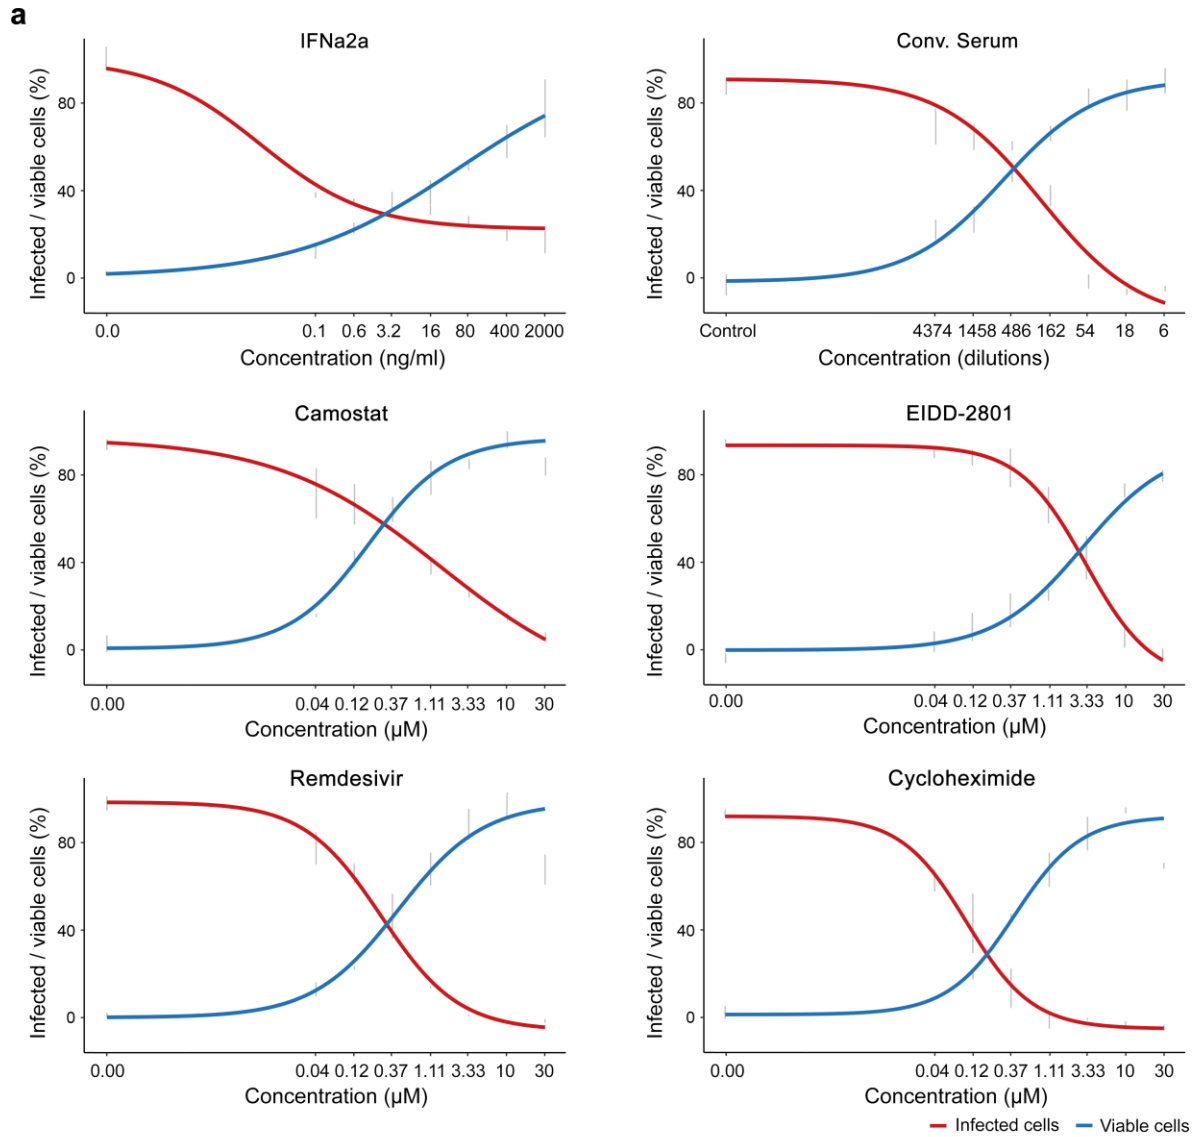 a
IFNa2a
Infected / viable cells (%)
80
40
0
0.0 0.1 0.6 3.2 16 80 400 2000
Concentration (ng/ml)
Conv. Serum
Infected / viable cells (%)
80
40
0
Control 4374 1458 486 162 54 18 6
Concentration (dilutions)
Camostat
Infected / viable cells (%)
80
40
0
0.00 0.04 0.12 0.37 1.11 3.33 10 30
Concentration (µM)
EIDD-2801
Infected / viable cells (%)
80
40
0
0.00 0.04 0.12 0.37 1.11 3.33 10 30
Concentration (µM)
Remdesivir
Infected / viable cells (%)
80
40
0
0.00 0.04 0.12 0.37 1.11 3.33 10 30
Concentration (µM)
Cycloheximide
Infected / viable cells (%)
80
40
0
0.00 0.04 0.12 0.37 1.11 3.33 10 30
Concentration (µM)
Infected cells Viable cells